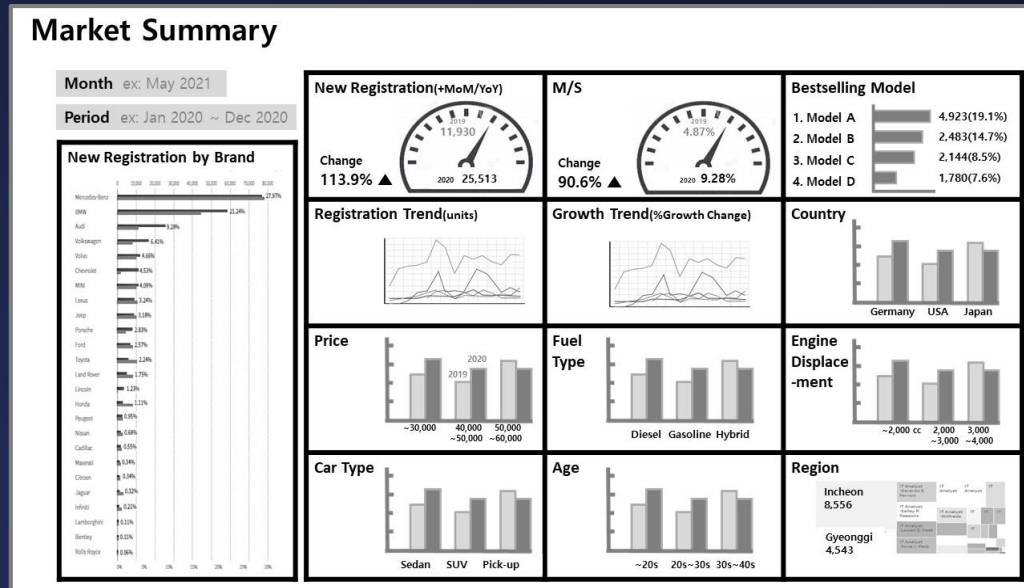 Market Summary
Month ex: May 2021
Period ex: Jan 2020 ~ Dec 2020
New Registration by Brand
Mercedes-Benz 27.97%
BMW 21.24%
Audi 9.28%
Volkswagen 6.41%
Volvo 4.66%
Chevrolet 4.53%
MINI 4.09%
Lexus 3.24%
Jeep 3.18%
Porsche 2.83%
Ford 2.57%
Toyota 2.24%
Land Rover 1.75%
Lincoln 1.23%
Honda 1.11%
Peugeot 0.95%
Nissan 0.68%
Cadillac 0.55%
Maserati 0.34%
Citroen 0.34%
Jaguar 0.32%
Infiniti 0.21%
Lamborghini 0.11%
Bentley 0.11%
Rolls-Royce 0.06%
New Registration(+MoM/YoY)
2019
11,930
Change
113.9% ▲
2020 25,513
M/S
2019
4.87%
Change
90.6% ▲
2020 9.28%
Bestselling Model
1. Model A 4,923(19.1%)
2. Model B 2,483(14.7%)
3. Model C 2,144(8.5%)
4. Model D 1,780(7.6%)
Registration Trend(units)
Growth Trend(%Growth Change)
Country
Germany USA Japan
Price
2020
2019
~30,000 40,000 50,000
~50,000 ~60,000
Fuel
Type
Diesel Gasoline Hybrid
Engine
Displace
-ment
~2,000 cc 2,000 3,000
~3,000 ~4,000
Car Type
Sedan SUV Pick-up
Age
~20s 20s~30s 30s~40s
Region
Incheon
8,556
Gyeonggi
4,543